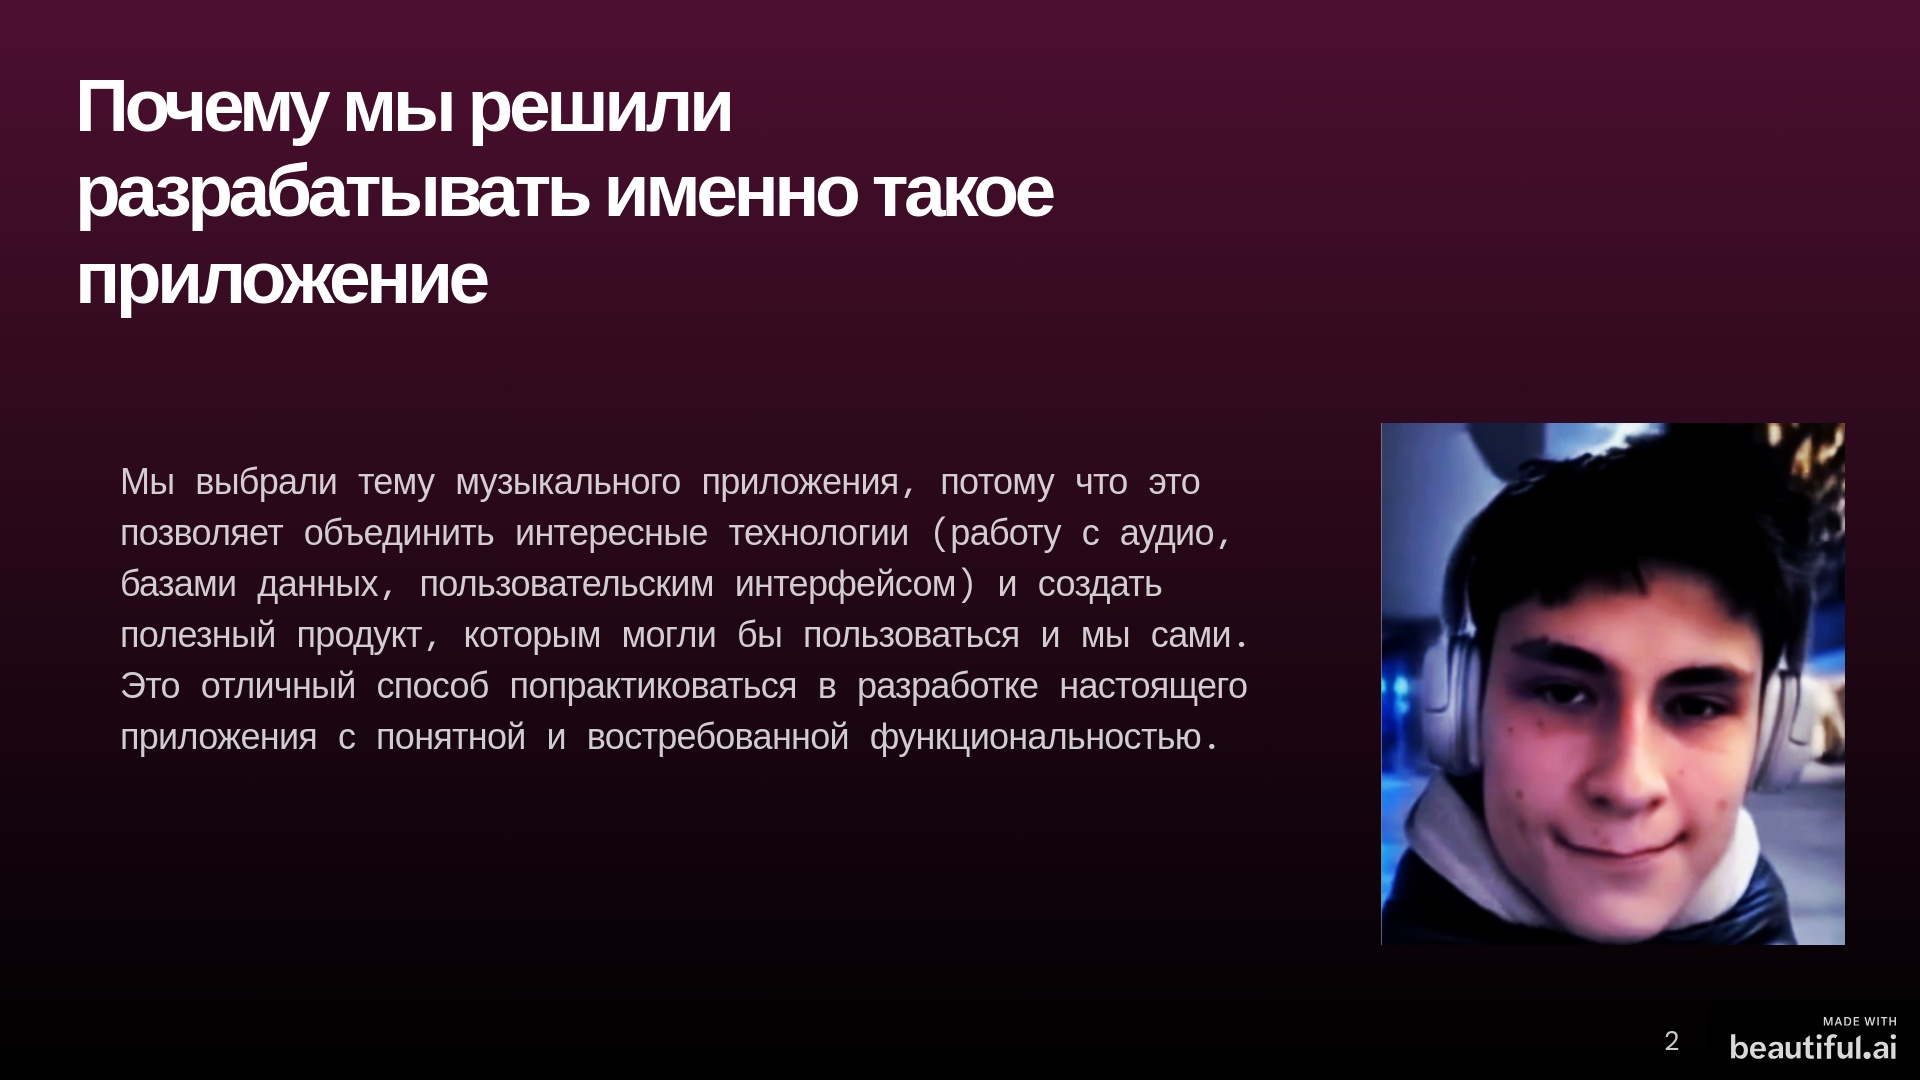 Почему мы решили
разрабатывать именно такое
приложение
Мы выбрали тему музыкального приложения, потому что это
позволяет объединить интересные технологии (работу с аудио,
базами данных, пользовательским интерфейсом) и создать
полезный продукт, которым могли бы пользоваться и мы сами.
Это отличный способ попрактиковаться в разработке настоящего
приложения с понятной и востребованной функциональностью.
2
MADE WITH
beautiful.ai